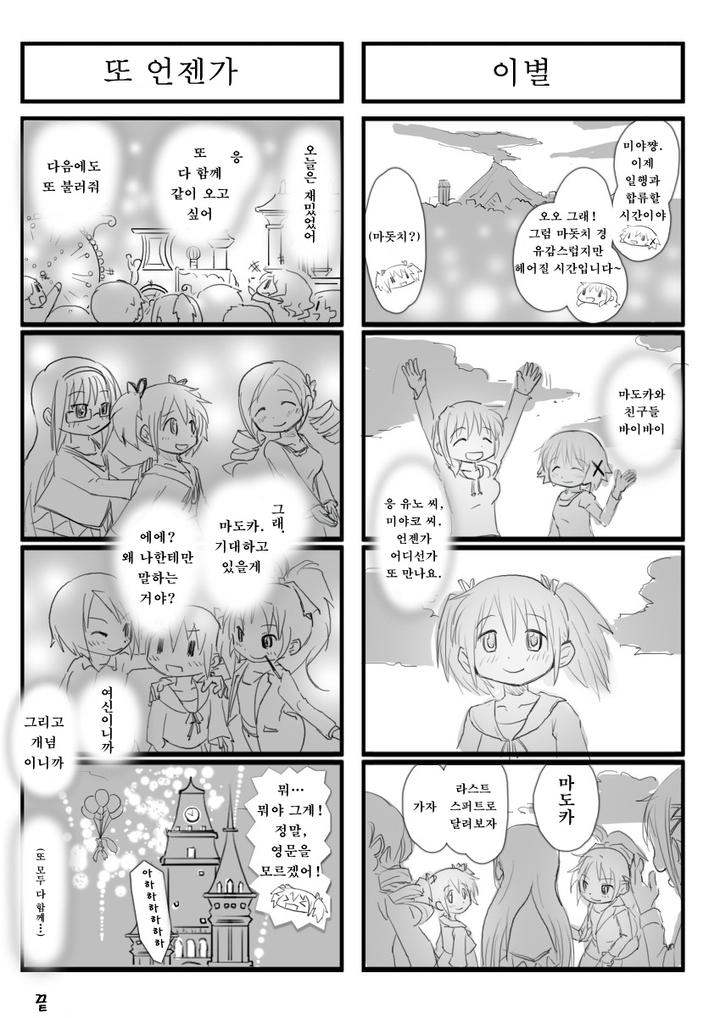 이별
미야쨩.
이제
일행과
합류할
시간이야
오오 그래!
그럼 마돗치 경
유감스럽지만
헤어질 시간입니다~
(마돗치?)
마도카와
친구들
바이바이
응 유노 씨,
미야코 씨.
언젠가
어디선가
또 만나요.
마도카
라스트
스퍼트로
달려보자
가자
또 언젠가
오늘은 재밌었어
응
또
다 함께
같이 오고
싶어
다음에도
또 불러줘
그래.
마도카.
기대하고
있을게
에에?
왜 나한테만
말하는
거야?
여신이니까
그리고
개념
이니까
뭐…
뭐야 그게!
정말,
영문을
모르겠어!
아하하하하하하
(또 모두 다 함께…)
끝